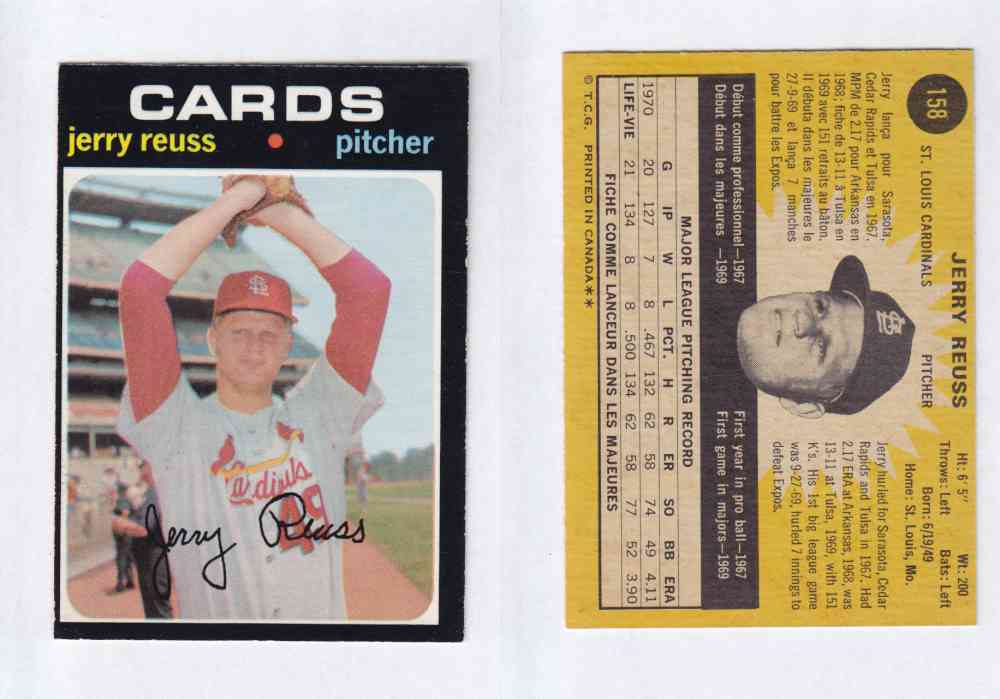 CARDS
jerry reuss • pitcher
Cardinals
49
Jerry Reuss
158
JERRY REUSS
ST. LOUIS CARDINALS PITCHER
Ht: 6' 5" Wt: 200
Throws: Left Bats: Left
Born: 6/19/49
Home: St. Louis, Mo.
Jerry lança pour Sarasota,
Cedar Rapids et Tulsa en 1967.
MPM de 2.17 pour Arkansas en
1968; fiche de 13-11 à Tulsa en
1969 avec 151 retraits au bâton.
Il débuta dans les majeures le
27-9-69 et lança 7 manches
pour battre les Expos.
Jerry hurled for Sarasota, Cedar
Rapids and Tulsa in 1967. Had
2.17 ERA at Arkansas, 1968, was
13-11 at Tulsa, 1969, with 151
K's. His 1st big league game
was 9-27-69, hurled 7 innings to
defeat Expos.
Début comme professionnel—1967
Début dans les majeures —1969
First year in pro ball—1967
First game in majors—1969
MAJOR LEAGUE PITCHING RECORD
G IP W L PCT. H R ER SO BB ERA
1970 20 127 7 8 .467 132 62 58 74 49 4.11
LIFE-VIE 21 134 8 8 .500 134 62 58 77 52 3.90
FICHE COMME LANCEUR DANS LES MAJEURES
© T.C.G. PRINTED IN CANADA**